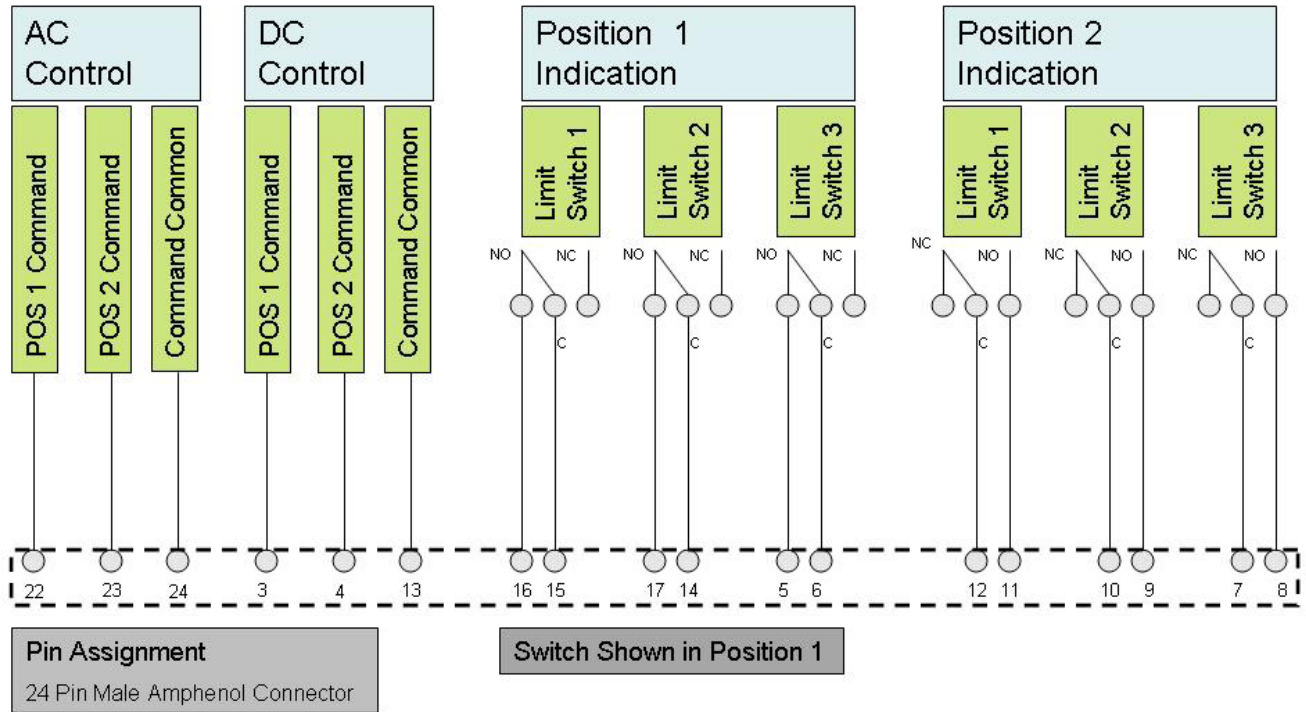 AC
Control
DC
Control
Position 1
Indication
Position 2
Indication
POS 1 Command
POS 2 Command
Command Common
POS 1 Command
POS 2 Command
Command Common
Limit
Switch 1
Limit
Switch 2
Limit
Switch 3
Limit
Switch 1
Limit
Switch 2
Limit
Switch 3
NO NC NO NC NO NC NC NO NC NO NC NO
C C C C C C
22 23 24 3 4 13 16 15 17 14 5 6 12 11 10 9 7 8
Pin Assignment
24 Pin Male Amphenol Connector
Switch Shown in Position 1